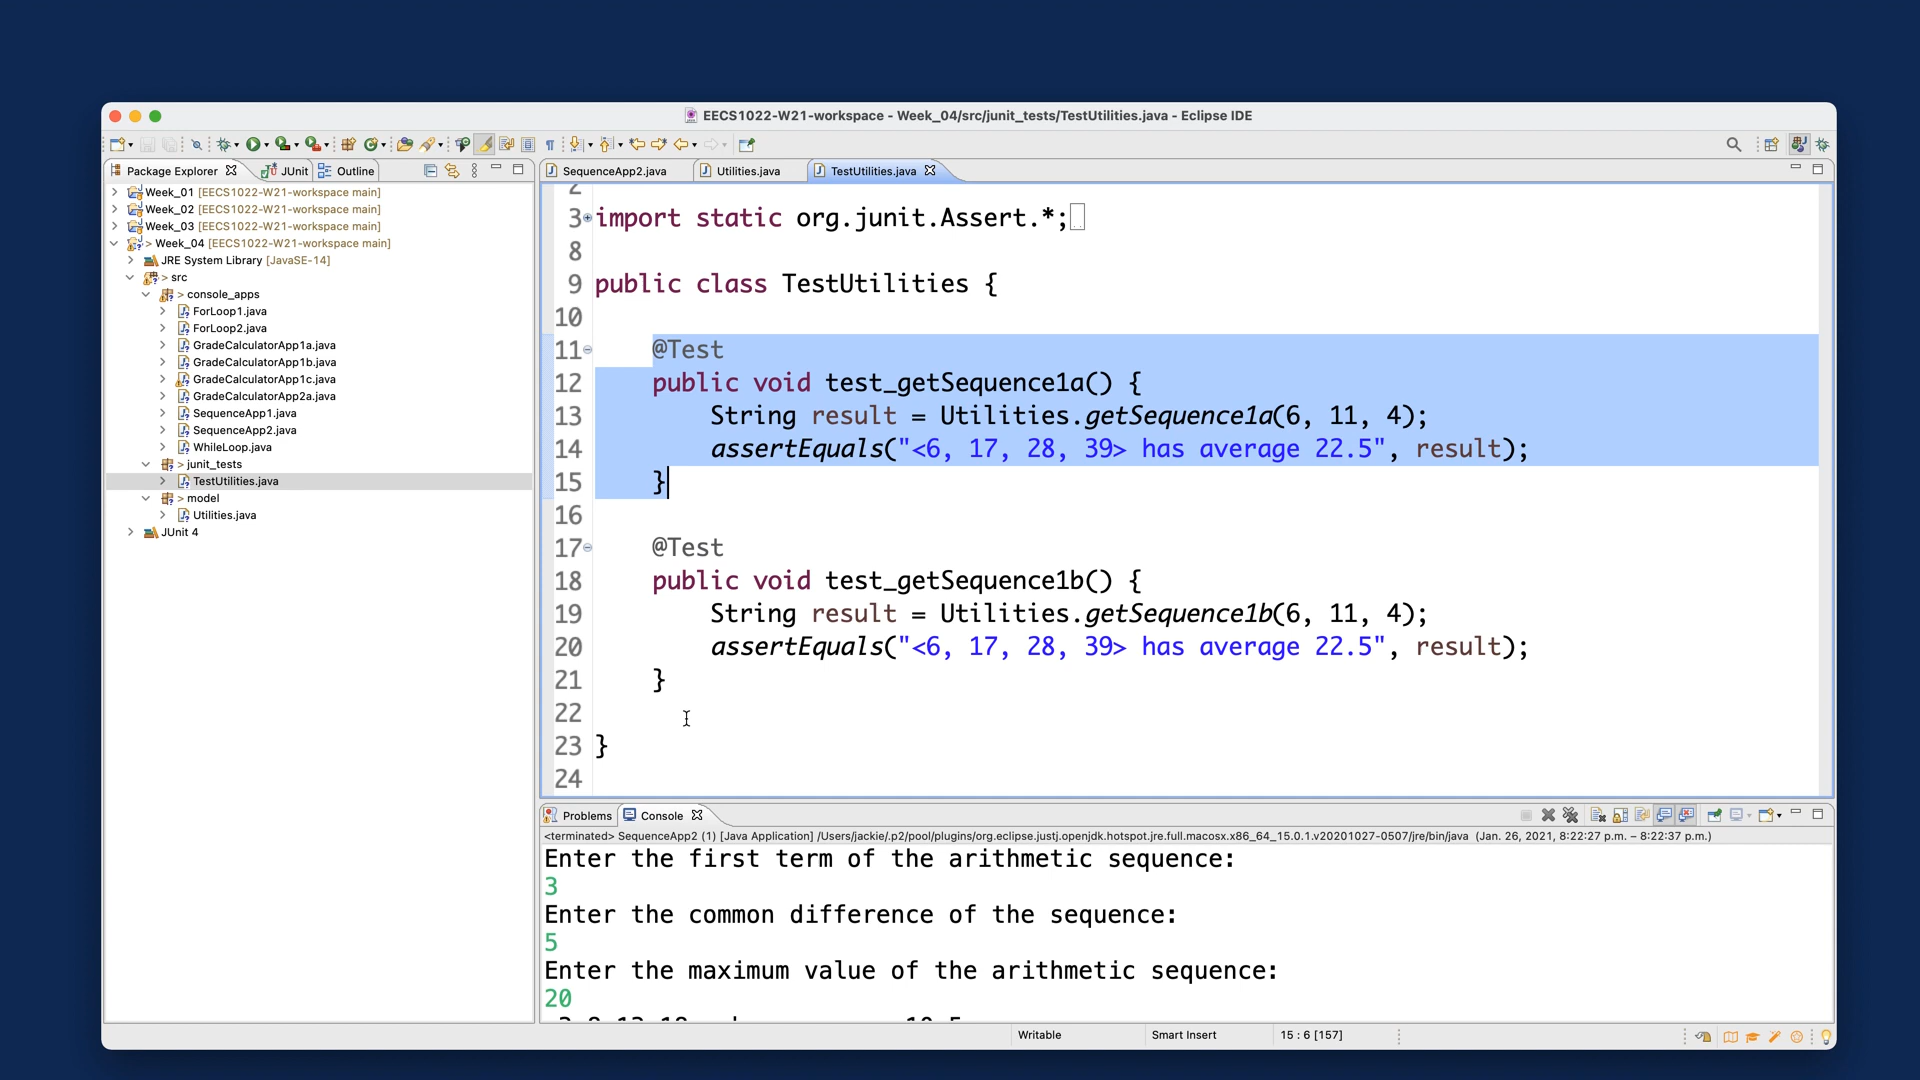 EECS1022-W21-workspace - Week_04/src/junit_tests/TestUtilities.java - Eclipse IDE
Package Explorer
JUnit
Outline
Week_01 [EECS1022-W21-workspace main]
Week_02 [EECS1022-W21-workspace main]
Week_03 [EECS1022-W21-workspace main]
> Week_04 [EECS1022-W21-workspace main]
JRE System Library [JavaSE-14]
> src
> console_apps
ForLoop1.java
ForLoop2.java
GradeCalculatorApp1a.java
GradeCalculatorApp1b.java
GradeCalculatorApp1c.java
GradeCalculatorApp2a.java
SequenceApp1.java
SequenceApp2.java
WhileLoop.java
> junit_tests
TestUtilities.java
> model
Utilities.java
JUnit 4
SequenceApp2.java
Utilities.java
TestUtilities.java
2
3 import static org.junit.Assert.*;
8
9 public class TestUtilities {
10
11 @Test
12 public void test_getSequence1a() {
13 String result = Utilities.getSequence1a(6, 11, 4);
14 assertEquals("<6, 17, 28, 39> has average 22.5", result);
15 }
16
17 @Test
18 public void test_getSequence1b() {
19 String result = Utilities.getSequence1b(6, 11, 4);
20 assertEquals("<6, 17, 28, 39> has average 22.5", result);
21 }
22
23 }
24
Problems
Console
<terminated> SequenceApp2 (1) [Java Application] /Users/jackie/.p2/pool/plugins/org.eclipse.justj.openjdk.hotspot.jre.full.macosx.x86_64_15.0.1.v20201027-0507/jre/bin/java (Jan. 26, 2021, 8:22:27 p.m. – 8:22:37 p.m.)
Enter the first term of the arithmetic sequence:
3
Enter the common difference of the sequence:
5
Enter the maximum value of the arithmetic sequence:
20
Writable
Smart Insert
15 : 6 [157]